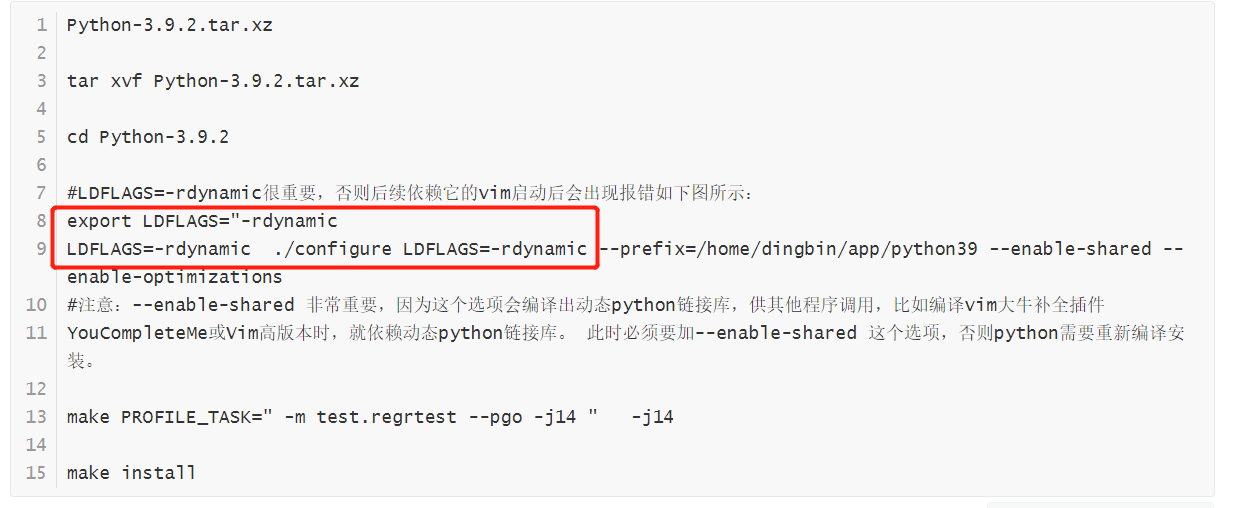 1 Python-3.9.2.tar.xz
2
3 tar xvf Python-3.9.2.tar.xz
4
5 cd Python-3.9.2
6
7 #LDFLAGS=-rdynamic很重要，否则后续依赖它的vim启动后会出现报错如下图所示：
8 export LDFLAGS="-rdynamic
9 LDFLAGS=-rdynamic  ./configure LDFLAGS=-rdynamic --prefix=/home/dingbin/app/python39 --enable-shared --
enable-optimizations
10 #注意：--enable-shared 非常重要，因为这个选项会编译出动态python链接库，供其他程序调用，比如编译vim大牛补全插件
11 YouCompleteMe或Vim高版本时，就依赖动态python链接库。 此时必须要加--enable-shared 这个选项，否则python需要重新编译安
装。
12
13 make PROFILE_TASK=" -m test.regrtest --pgo -j14 "   -j14
14
15 make install